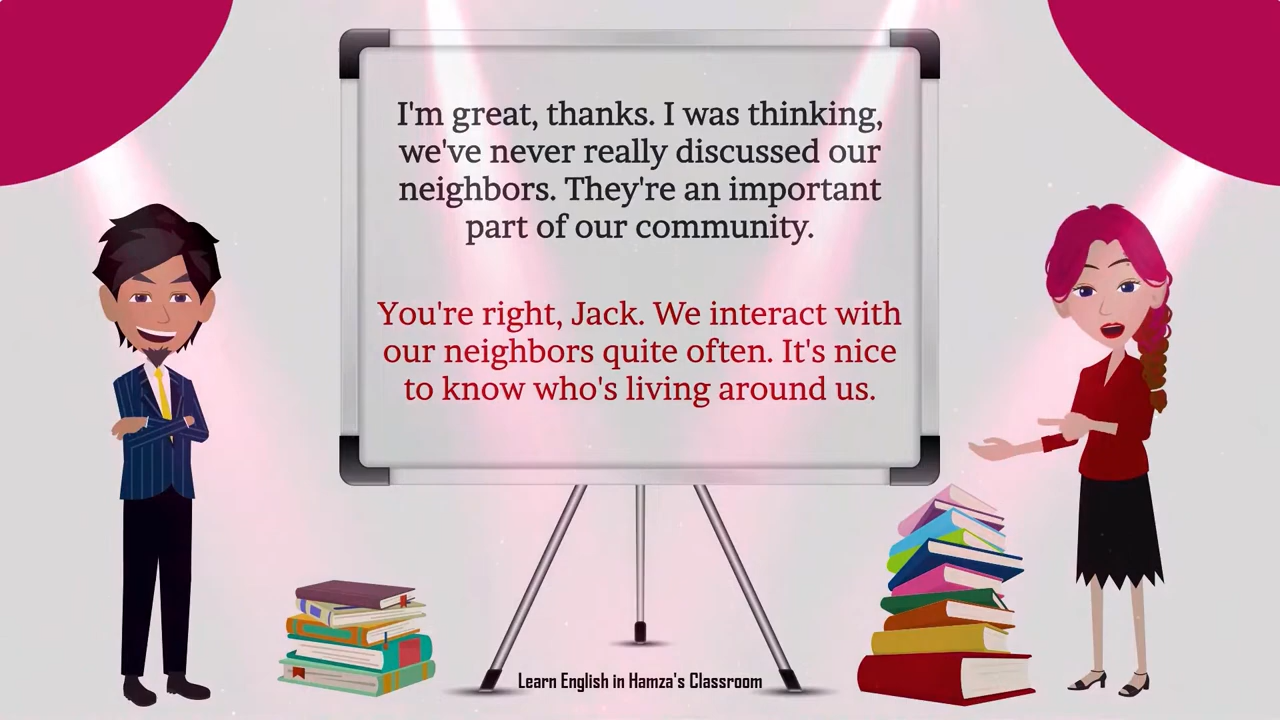 I'm great, thanks. I was thinking,
we've never really discussed our
neighbors. They're an important
part of our community.
You're right, Jack. We interact with
our neighbors quite often. It's nice
to know who's living around us.
Learn English in Hamza's Classroom